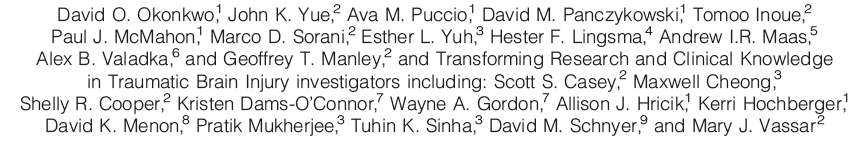 David O. Okonkwo,1 John K. Yue,2 Ava M. Puccio,1 David M. Panczykowski,1 Tomoo Inoue,2
Paul J. McMahon,1 Marco D. Sorani,2 Esther L. Yuh,3 Hester F. Lingsma,4 Andrew I.R. Maas,5
Alex B. Valadka,6 and Geoffrey T. Manley,2 and Transforming Research and Clinical Knowledge
in Traumatic Brain Injury investigators including: Scott S. Casey,2 Maxwell Cheong,3
Shelly R. Cooper,2 Kristen Dams-O'Connor,7 Wayne A. Gordon,7 Allison J. Hricik,1 Kerri Hochberger,1
David K. Menon,8 Pratik Mukherjee,3 Tuhin K. Sinha,3 David M. Schnyer,9 and Mary J. Vassar2